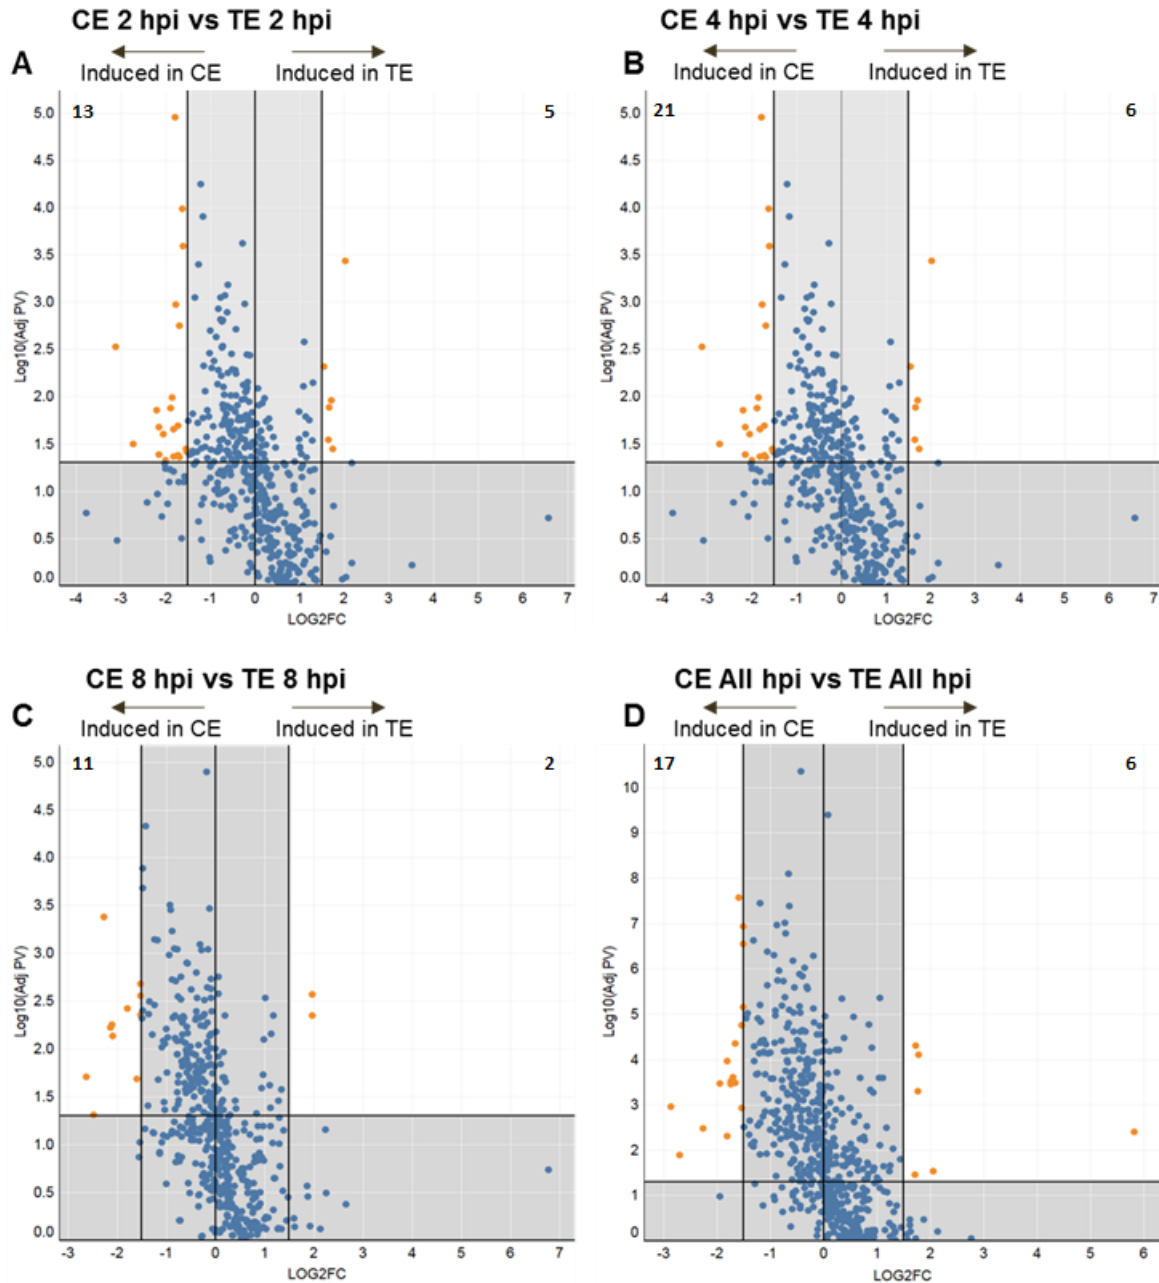 CE 2 hpi vs TE 2 hpi
CE 4 hpi vs TE 4 hpi
A
Induced in CE
Induced in TE
B
Induced in CE
Induced in TE
13
5
5.0
4.5
4.0
3.5
3.0
2.5
2.0
1.5
1.0
0.5
0.0
Log10(Adj PV)
-4 -3 -2 -1 0 1 2 3 4 5 6 7
LOG2FC
21
6
5.0
4.5
4.0
3.5
3.0
2.5
2.0
1.5
1.0
0.5
0.0
Log10(Adj PV)
-4 -3 -2 -1 0 1 2 3 4 5 6 7
LOG2FC
CE 8 hpi vs TE 8 hpi
CE All hpi vs TE All hpi
C
Induced in CE
Induced in TE
D
Induced in CE
Induced in TE
11
2
5.0
4.5
4.0
3.5
3.0
2.5
2.0
1.5
1.0
0.5
0.0
Log10(Adj PV)
-3 -2 -1 0 1 2 3 4 5 6 7
LOG2FC
17
6
10
9
8
7
6
5
4
3
2
1
0
Log10(Adj PV)
-3 -2 -1 0 1 2 3 4 5 6
LOG2FC